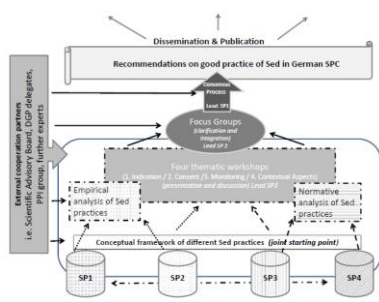 Dissemination & Publication
Recommendations on good practice of Sed in German SPC
Consensus
Process
Lead: SP1
External cooperation partners
i.e. Scientific Advisory Board, DGP delegates,
PPI group, further experts
Focus Groups
(clarification and
integration)
Lead SP 2
Four thematic workshops
(1. Indication / 2. Consent /3. Monitoring / 4. Contextual Aspects)
(presentation and discussion) Lead SP3
Empirical
analysis of Sed
practices
Normative
analysis of Sed
practices
Conceptual framework of different Sed practices (joint starting point)
SP1
SP2
SP3
SP4